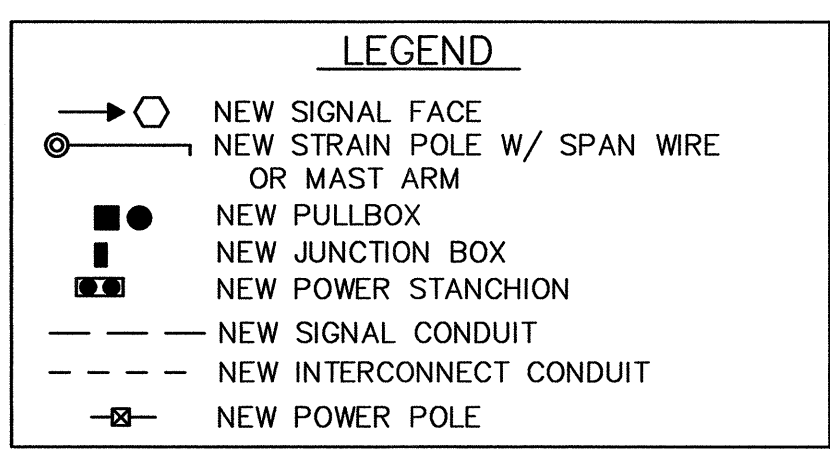 LEGEND
NEW SIGNAL FACE
NEW STRAIN POLE W/ SPAN WIRE
OR MAST ARM
NEW PULLBOX
NEW JUNCTION BOX
NEW POWER STANCHION
NEW SIGNAL CONDUIT
NEW INTERCONNECT CONDUIT
NEW POWER POLE